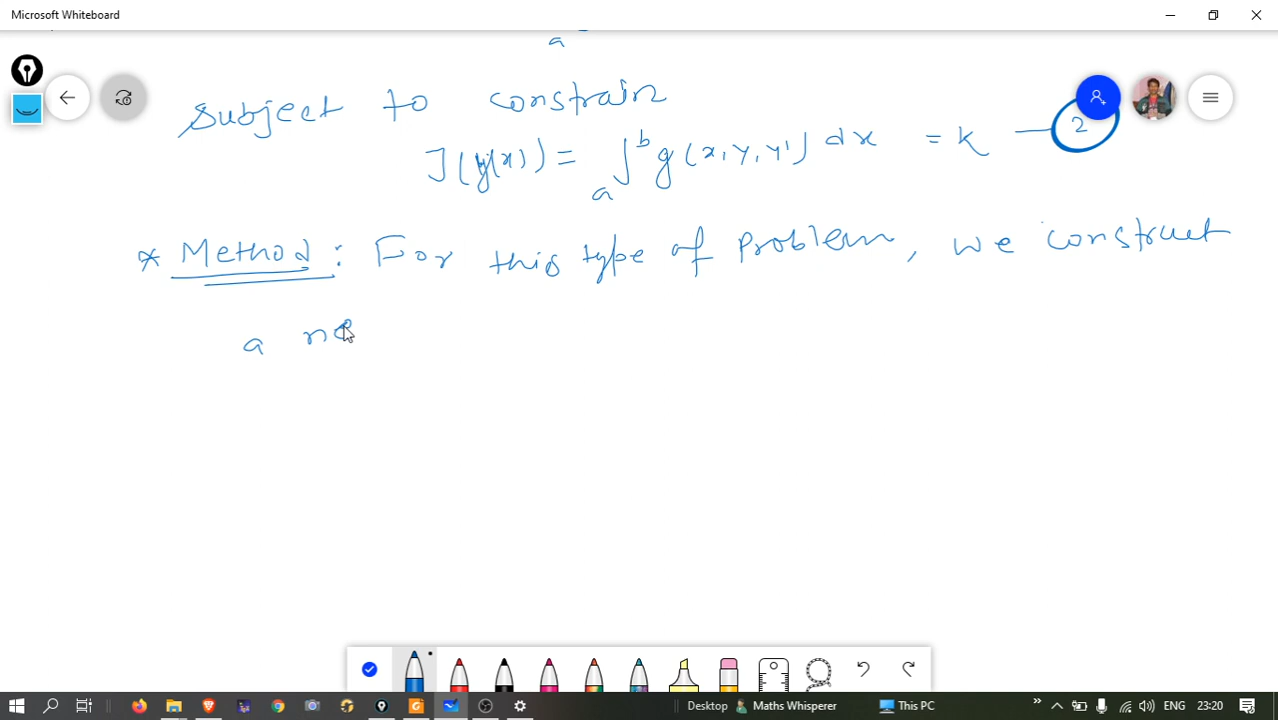 Microsoft Whiteboard
a
subject to constrain
J(y(x)) = ∫_a^b g(x, y, y') dx = K — 2
* Method : For this type of problem, we construct
a ne
Desktop Maths Whisperer This PC » ENG 23:20